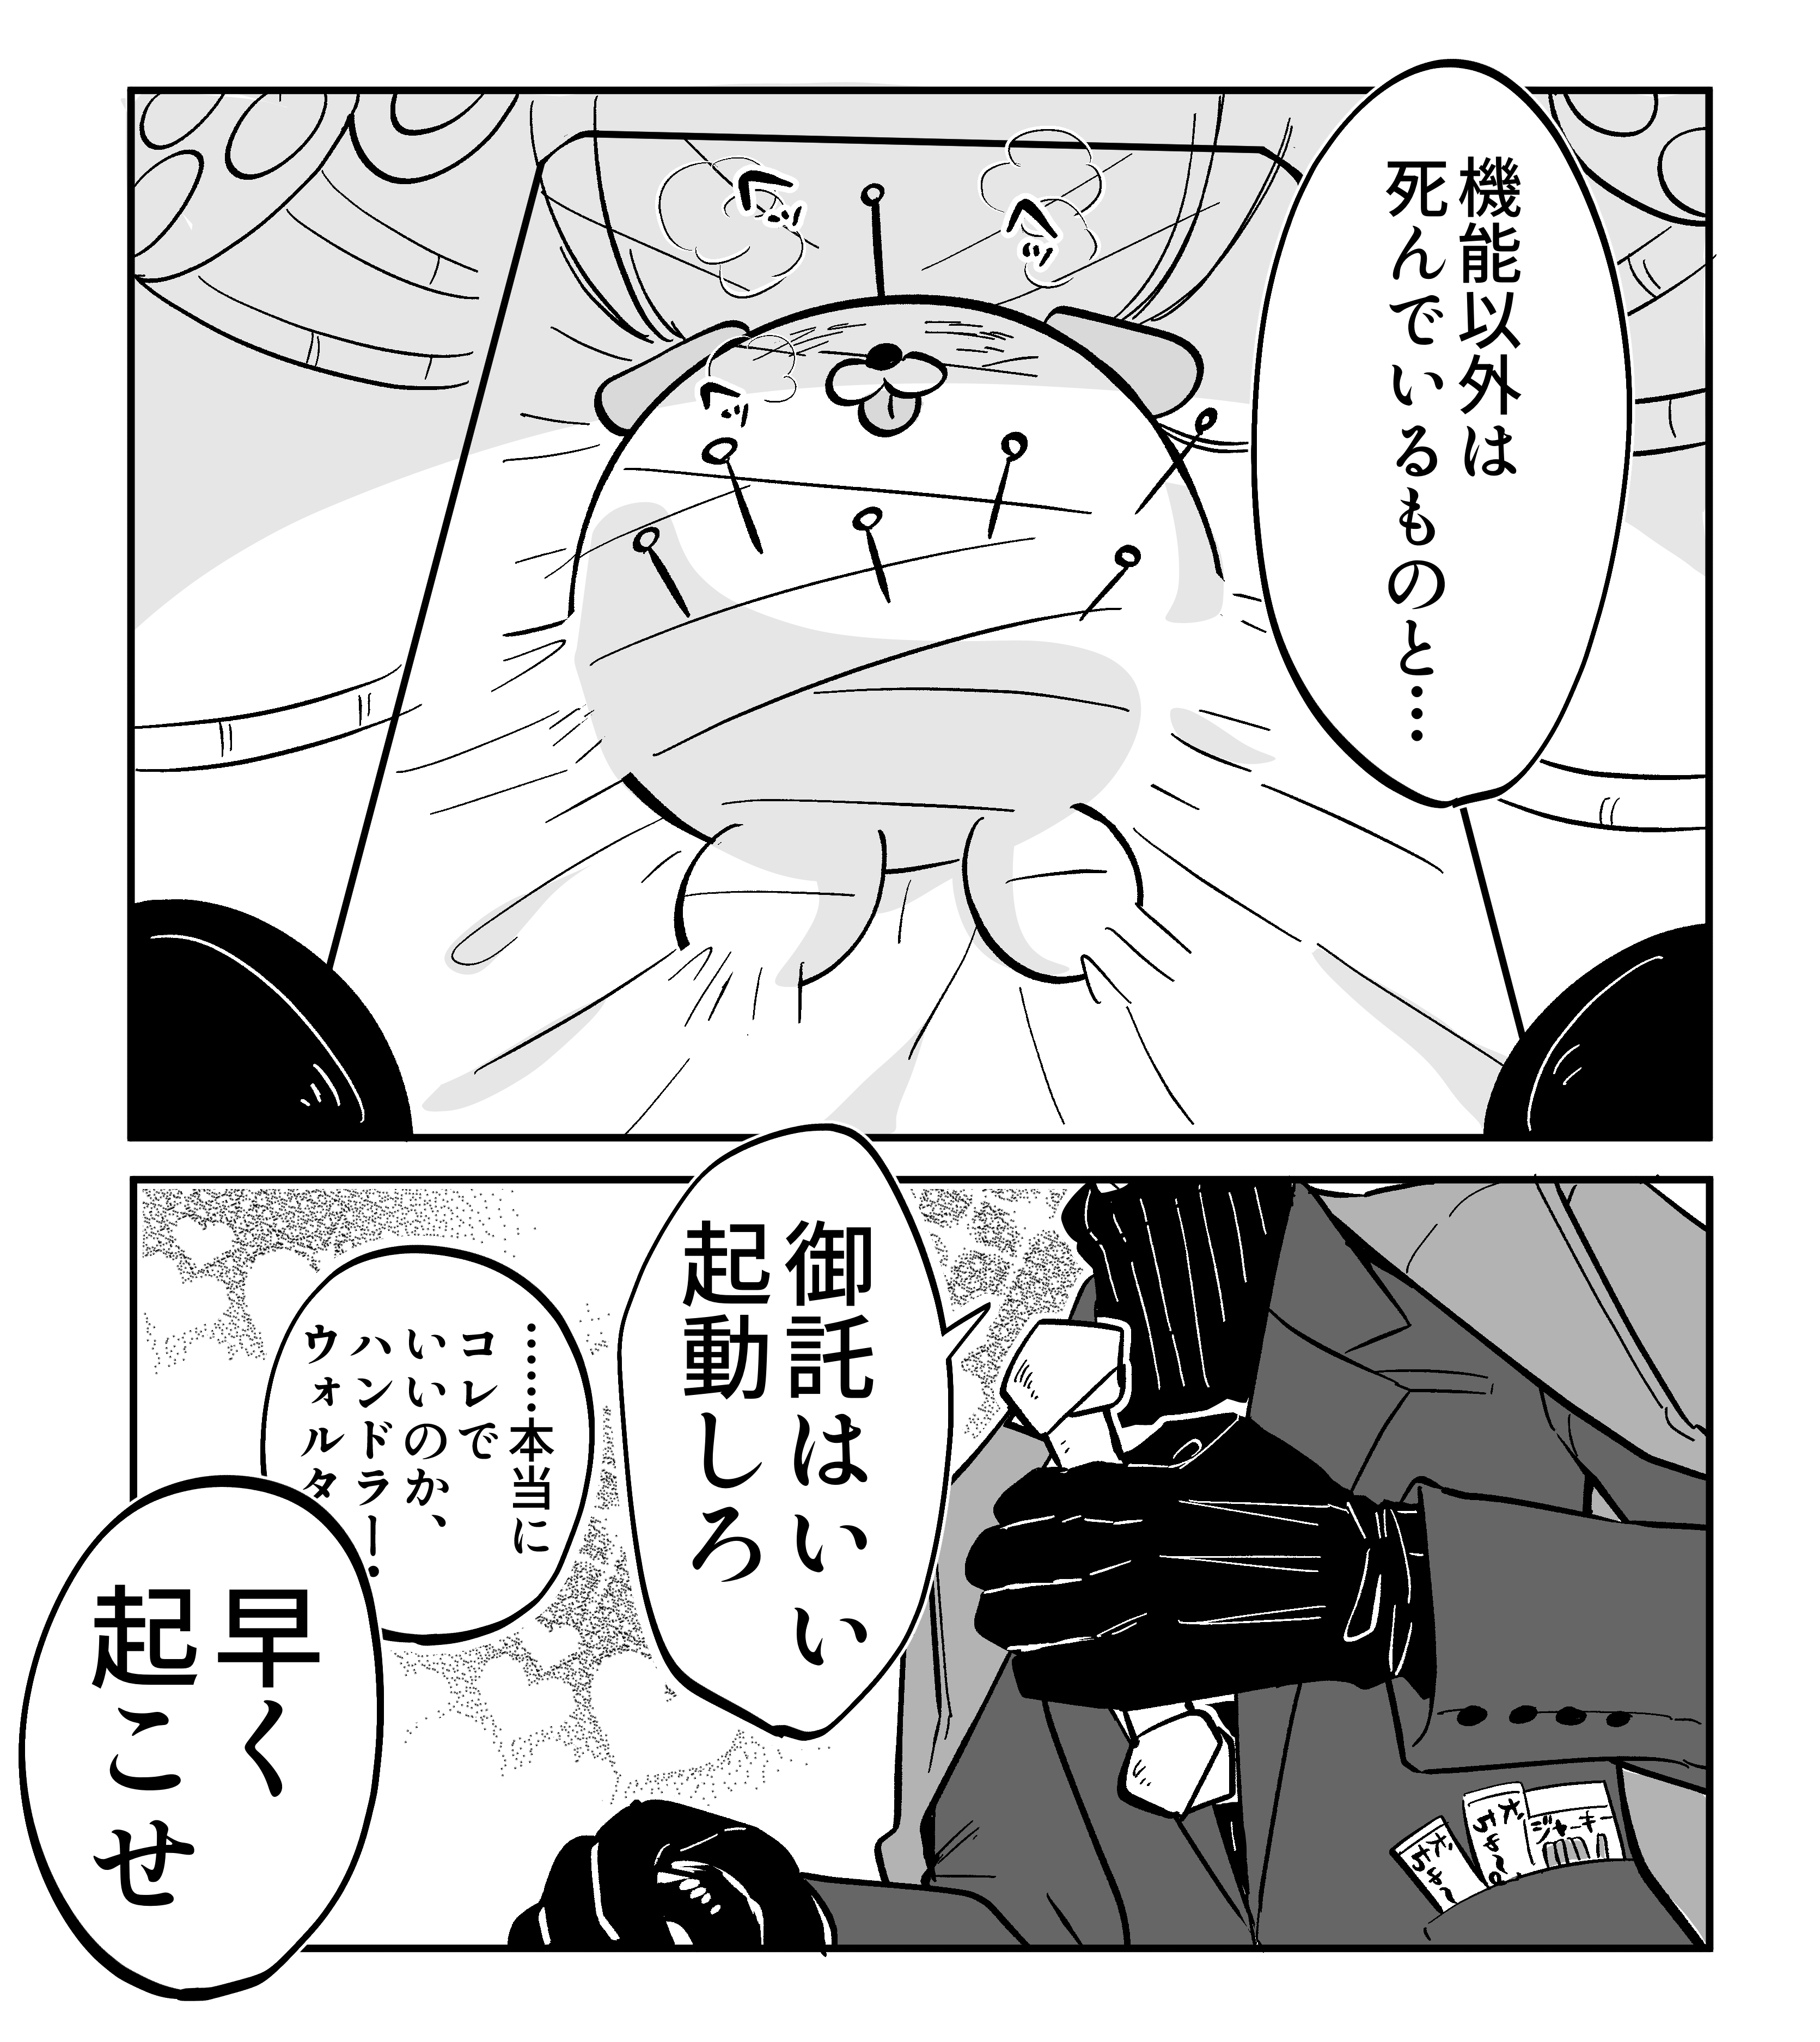 機能以外は
死んでいるものと…
ヘッ
ヘッ
ヘッ
御託はいい
起動しろ
………本当に
コレで
いいのか、
ハンドラー・
ウォルタ
早く
起こせ
ジャーキー
犬ちゅ〜る
犬ちゅ〜